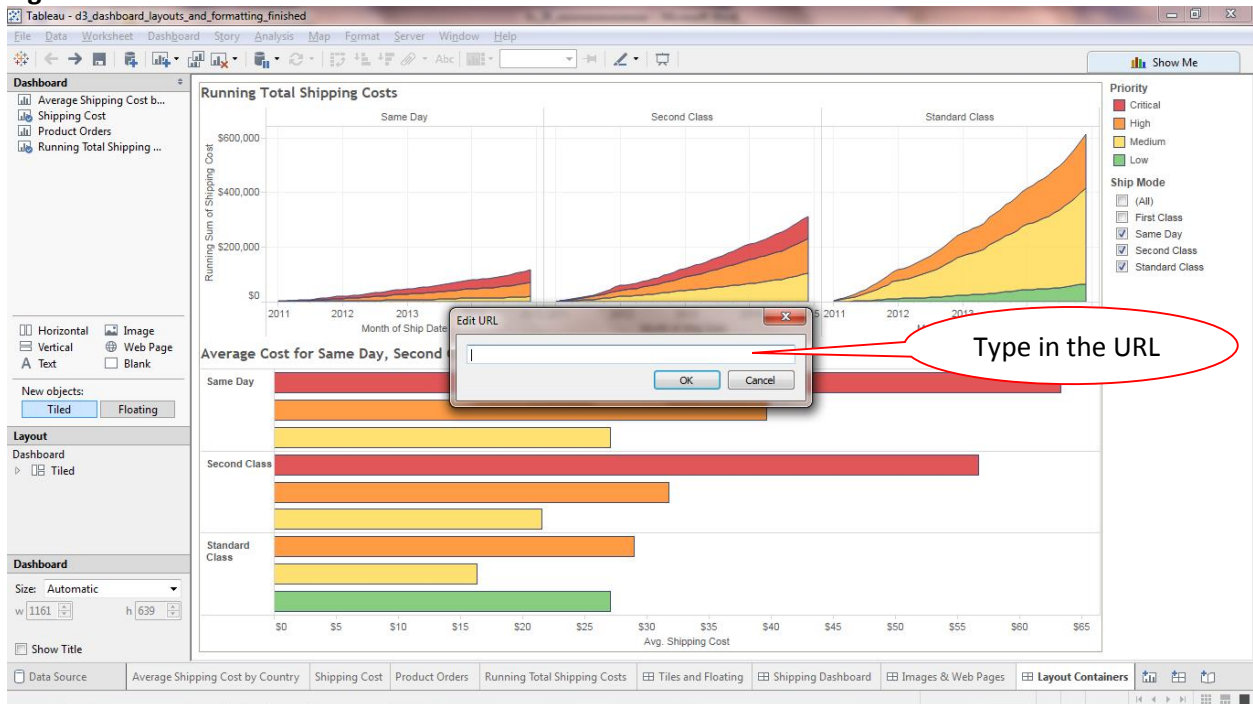 Tableau - d3_dashboard_layouts_and_formatting_finished
File Data Worksheet Dashboard Story Analysis Map Format Server Window Help
Abc
Show Me
Dashboard
Average Shipping Cost b...
Shipping Cost
Product Orders
Running Total Shipping ...
Horizontal Image
Vertical Web Page
A Text Blank
New objects:
Tiled Floating
Layout
Dashboard
Tiled
Dashboard
Size: Automatic
w 1161 h 639
Show Title
Running Total Shipping Costs
Same Day Second Class Standard Class
Running Sum of Shipping Cost
$600,000
$400,000
$200,000
$0
2011 2012 2013
Month of Ship Date
5 2011 2012
Edit URL
OK Cancel
Type in the URL
Average Cost for Same Day, Second
Same Day
Second Class
Standard Class
$0 $5 $10 $15 $20 $25 $30 $35 $40 $45 $50 $55 $60 $65
Avg. Shipping Cost
Priority
Critical
High
Medium
Low
Ship Mode
(All)
First Class
Same Day
Second Class
Standard Class
Data Source Average Shipping Cost by Country Shipping Cost Product Orders Running Total Shipping Costs Tiles and Floating Shipping Dashboard Images & Web Pages Layout Containers